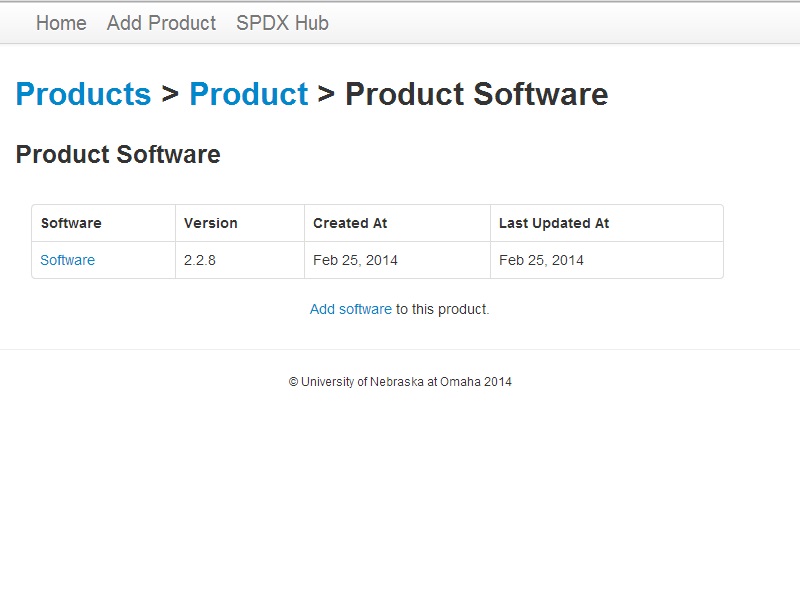 Home Add Product SPDX Hub
Products > Product > Product Software
Product Software
Software Version Created At Last Updated At
Software 2.2.8 Feb 25, 2014 Feb 25, 2014
Add software to this product.
© University of Nebraska at Omaha 2014